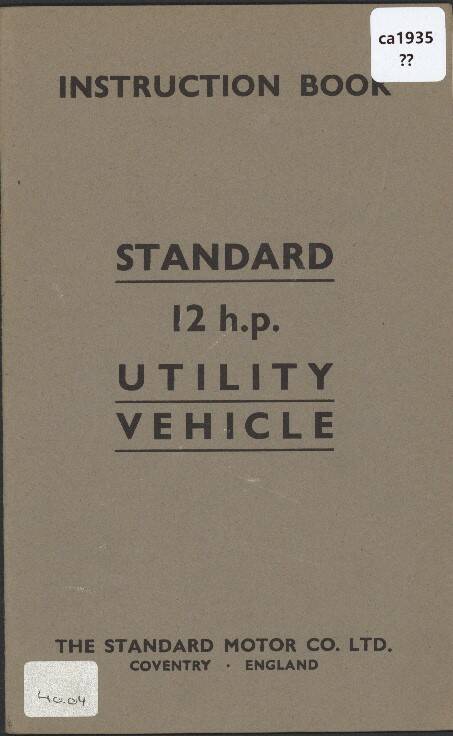 ca1935
??
INSTRUCTION BOOK
STANDARD
12 h.p.
UTILITY
VEHICLE
THE STANDARD MOTOR CO. LTD.
COVENTRY · ENGLAND
40.04